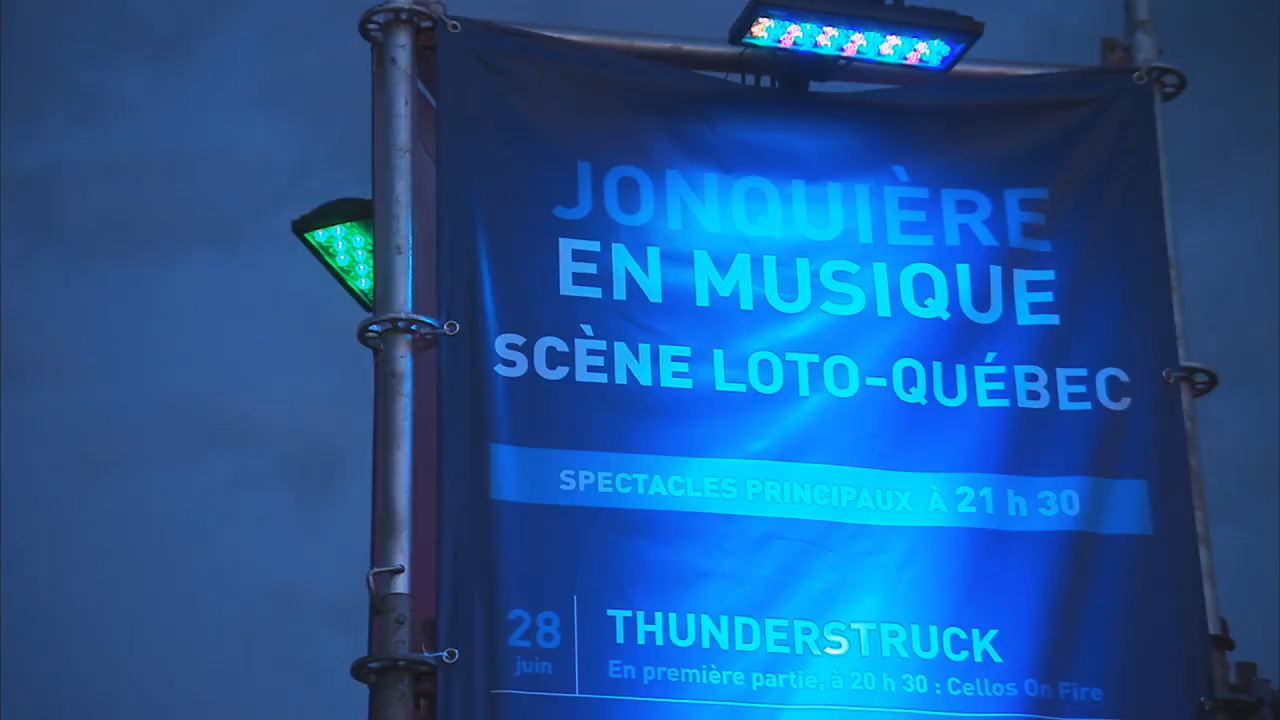 JONQUIÈRE
EN MUSIQUE
SCÈNE LOTO-QUÉBEC
SPECTACLES PRINCIPAUX À 21 h 30
28
juin
THUNDERSTRUCK
En première partie, à 20 h 30 : Cellos On Fire